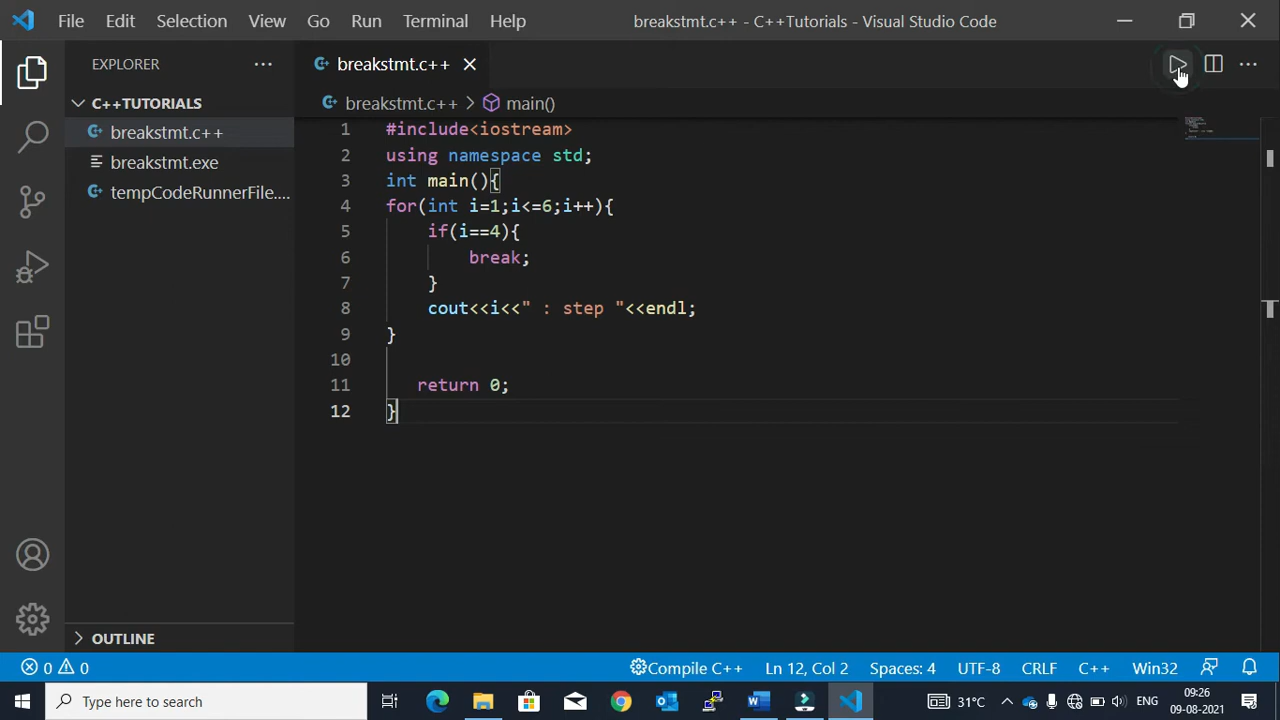 File Edit Selection View Go Run Terminal Help breakstmt.c++ - C++Tutorials - Visual Studio Code
EXPLORER
C++TUTORIALS
breakstmt.c++
breakstmt.exe
tempCodeRunnerFile....
breakstmt.c++
breakstmt.c++ > main()
1 #include<iostream>
2 using namespace std;
3 int main(){
4 for(int i=1;i<=6;i++){
5 if(i==4){
6 break;
7 }
8 cout<<i<<" : step "<<endl;
9 }
10
11 return 0;
12 }
OUTLINE
0 0 Compile C++ Ln 12, Col 2 Spaces: 4 UTF-8 CRLF C++ Win32
Type here to search 31°C ENG 09:26
09-08-2021